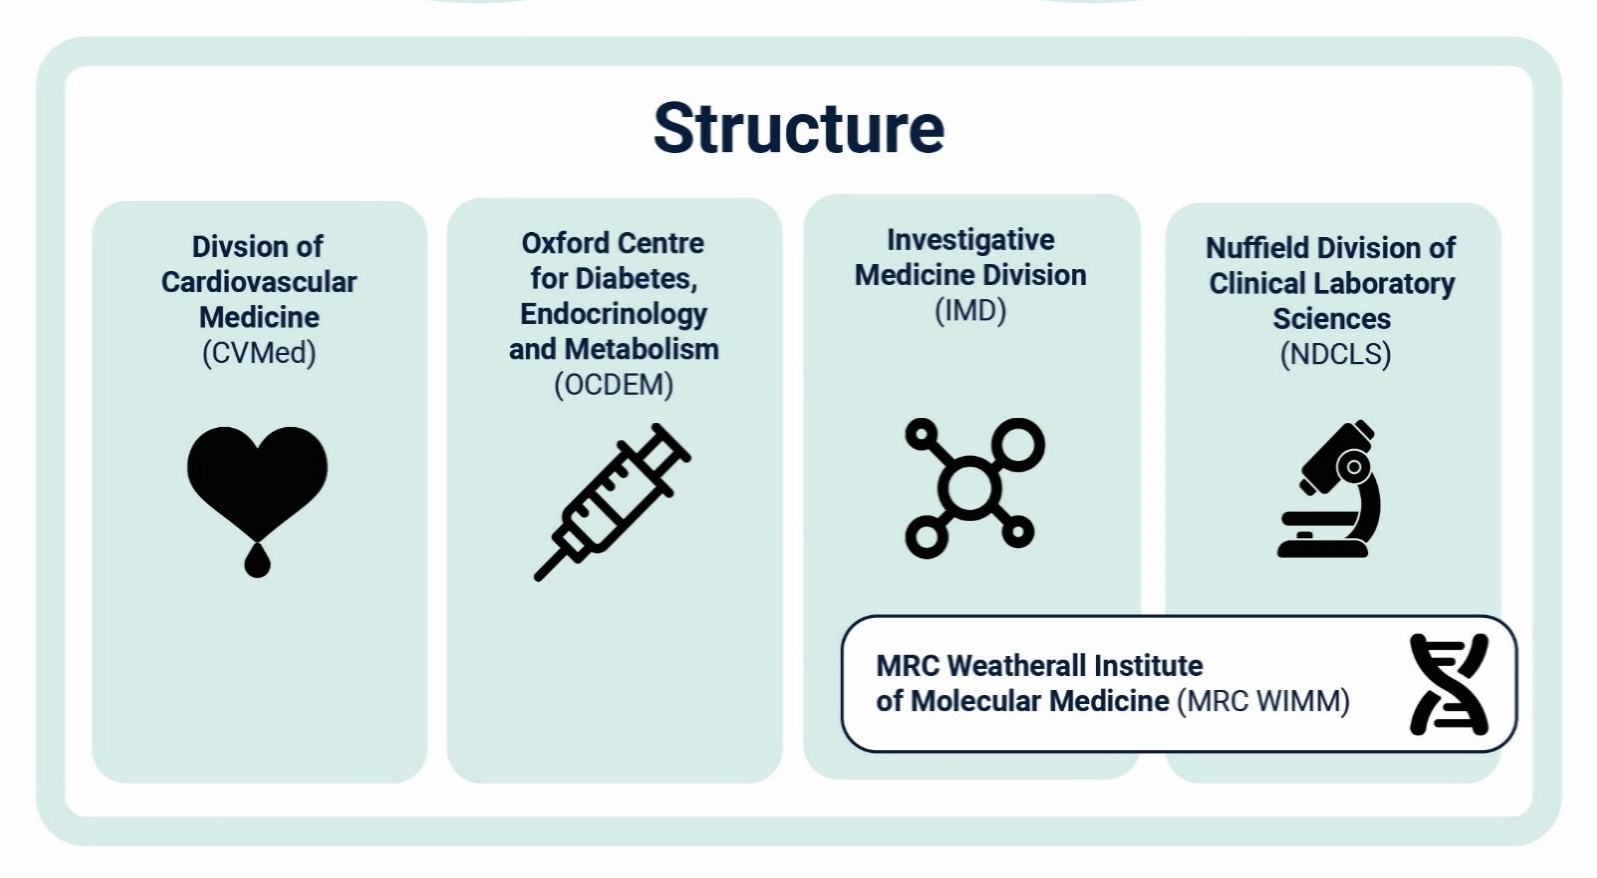 Structure
Divsion of
Cardiovascular
Medicine
(CVMed)
Oxford Centre
for Diabetes,
Endocrinology
and Metabolism
(OCDEM)
Investigative
Medicine Division
(IMD)
Nuffield Division of
Clinical Laboratory
Sciences
(NDCLS)
MRC Weatherall Institute
of Molecular Medicine (MRC WIMM)